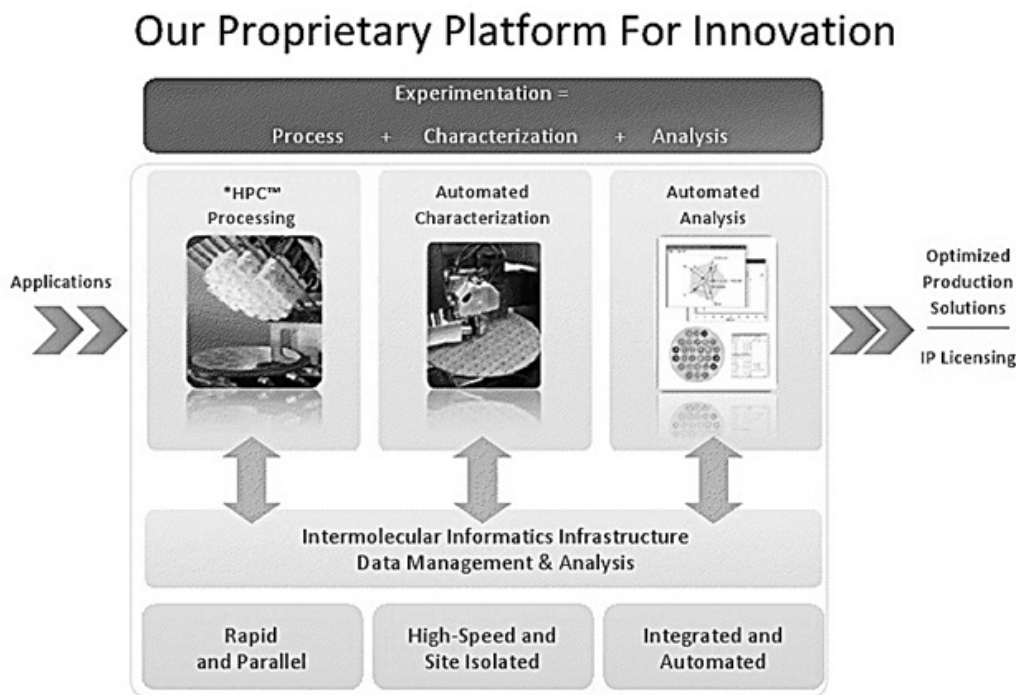 Our Proprietary Platform For Innovation
Experimentation =
Process + Characterization + Analysis
*HPC™
Processing
Automated
Characterization
Automated
Analysis
Applications
Optimized
Production
Solutions
IP Licensing
Intermolecular Informatics Infrastructure
Data Management & Analysis
Rapid
and Parallel
High-Speed and
Site Isolated
Integrated and
Automated